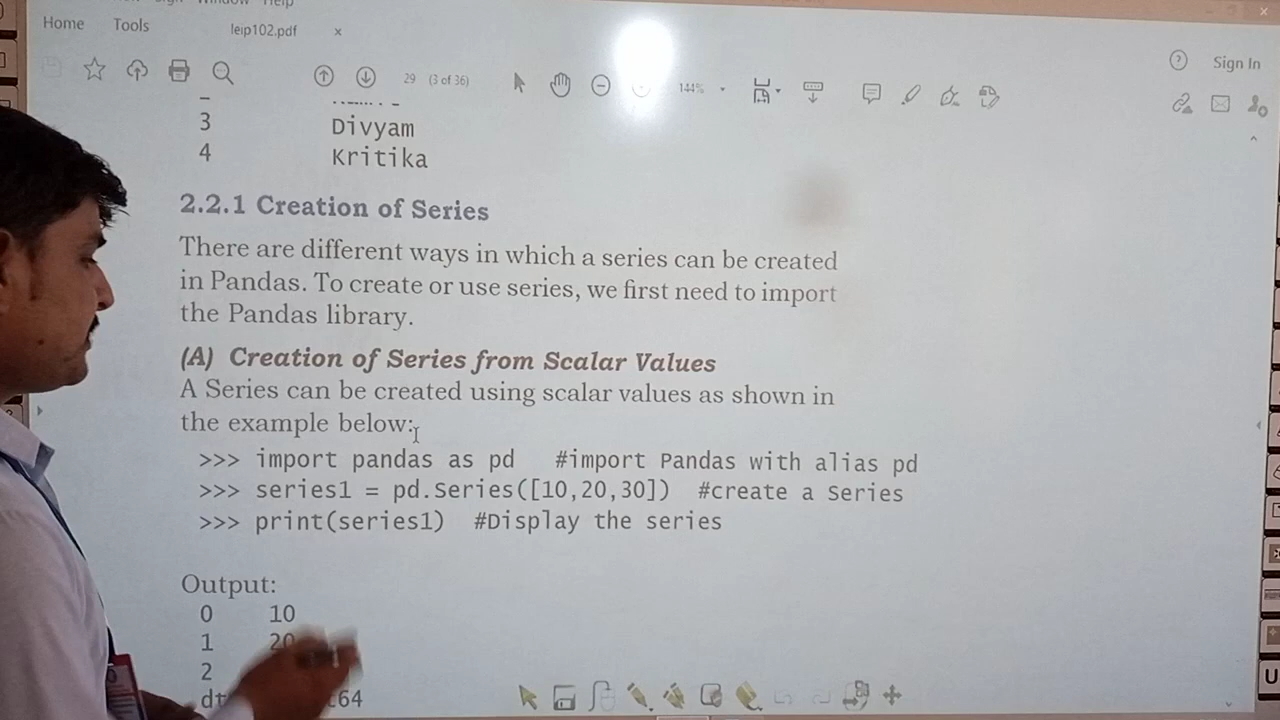 Help
Home Tools leip102.pdf ×
? Sign In
29 (3 of 36) 144%
3 Divyam
4 Kritika
2.2.1 Creation of Series
There are different ways in which a series can be created
in Pandas. To create or use series, we first need to import
the Pandas library.
(A) Creation of Series from Scalar Values
A Series can be created using scalar values as shown in
the example below:
>>> import pandas as pd #import Pandas with alias pd
>>> series1 = pd.Series([10,20,30]) #create a Series
>>> print(series1) #Display the series
Output:
0 10
1 20
2
64
U